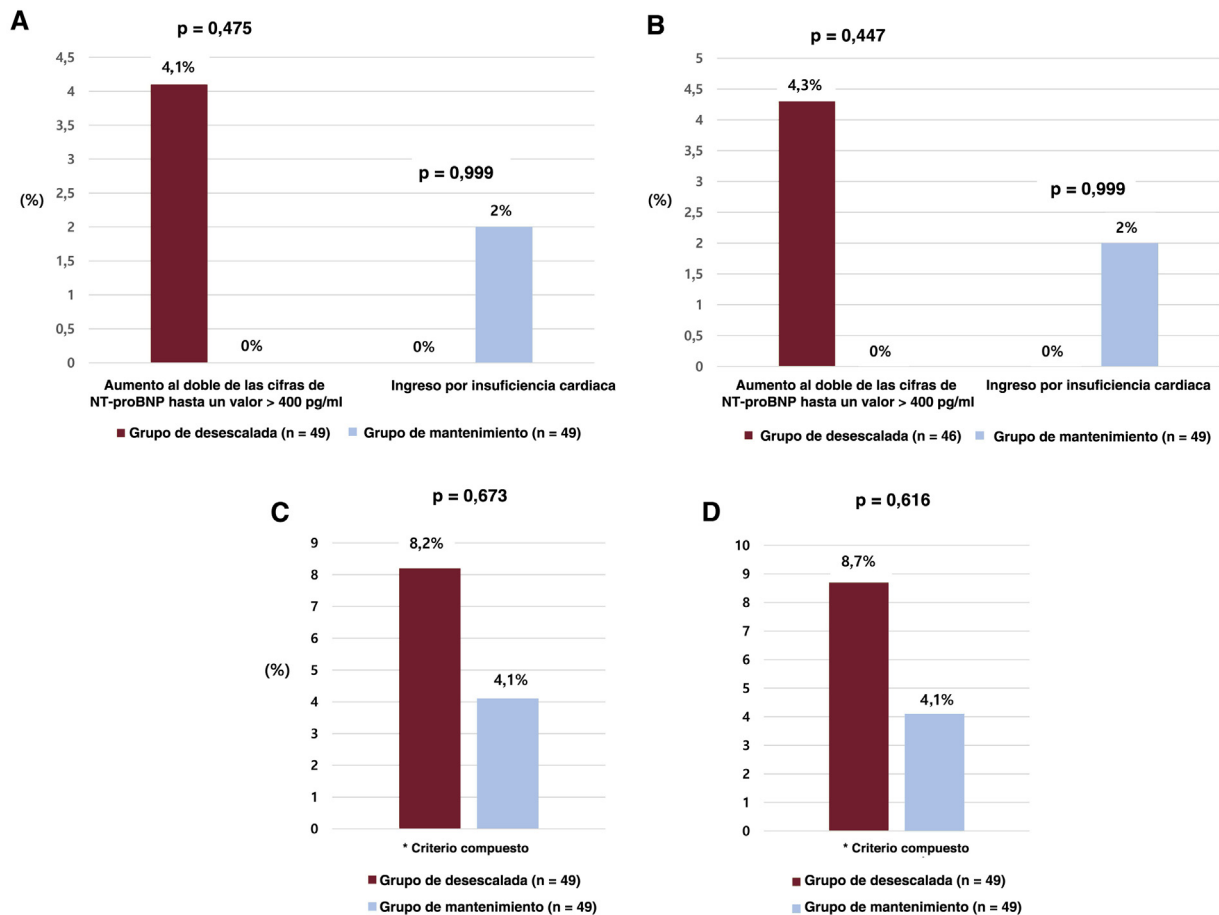 A
p = 0,475
4,5
4
3,5
3
2,5
2
1,5
1
0,5
0
(%)
4,1%
0%
p = 0,999
0%
2%
Aumento al doble de las cifras de
NT-proBNP hasta un valor > 400 pg/ml
Ingreso por insuficiencia cardiaca
Grupo de desescalada (n = 49)
Grupo de mantenimiento (n = 49)
B
p = 0,447
5
4,5
4
3,5
3
2,5
2
1,5
1
0,5
0
(%)
4,3%
0%
p = 0,999
0%
2%
Aumento al doble de las cifras de
NT-proBNP hasta un valor > 400 pg/ml
Ingreso por insuficiencia cardiaca
Grupo de desescalada (n = 46)
Grupo de mantenimiento (n = 49)
C
p = 0,673
9
8
7
6
5
4
3
2
1
0
(%)
8,2%
4,1%
* Criterio compuesto
Grupo de desescalada (n = 49)
Grupo de mantenimiento (n = 49)
D
p = 0,616
10
9
8
7
6
5
4
3
2
1
0
8,7%
4,1%
* Criterio compuesto
Grupo de desescalada (n = 49)
Grupo de mantenimiento (n = 49)